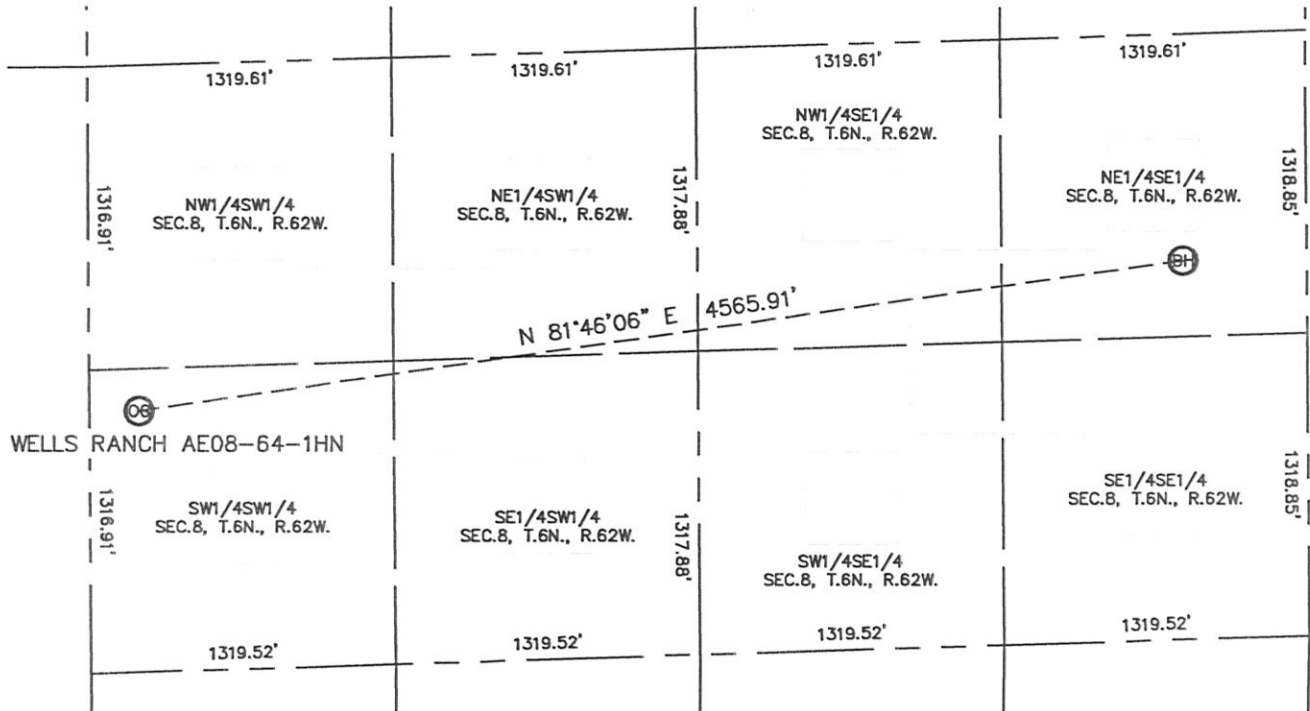 1319.61'
1319.61'
1319.61'
1319.61'
NW1/4SE1/4
SEC.8, T.6N., R.62W.
1316.91'
NW1/4SW1/4
SEC.8, T.6N., R.62W.
NE1/4SW1/4
SEC.8, T.6N., R.62W.
1317.88'
NE1/4SE1/4
SEC.8, T.6N., R.62W.
1318.85'
BH
N 81°46'06" E 4565.91'
WELLS RANCH AE08-64-1HN
1316.91'
SW1/4SW1/4
SEC.8, T.6N., R.62W.
SE1/4SW1/4
SEC.8, T.6N., R.62W.
1317.88'
SW1/4SE1/4
SEC.8, T.6N., R.62W.
SE1/4SE1/4
SEC.8, T.6N., R.62W.
1318.85'
1319.52'
1319.52'
1319.52'
1319.52'